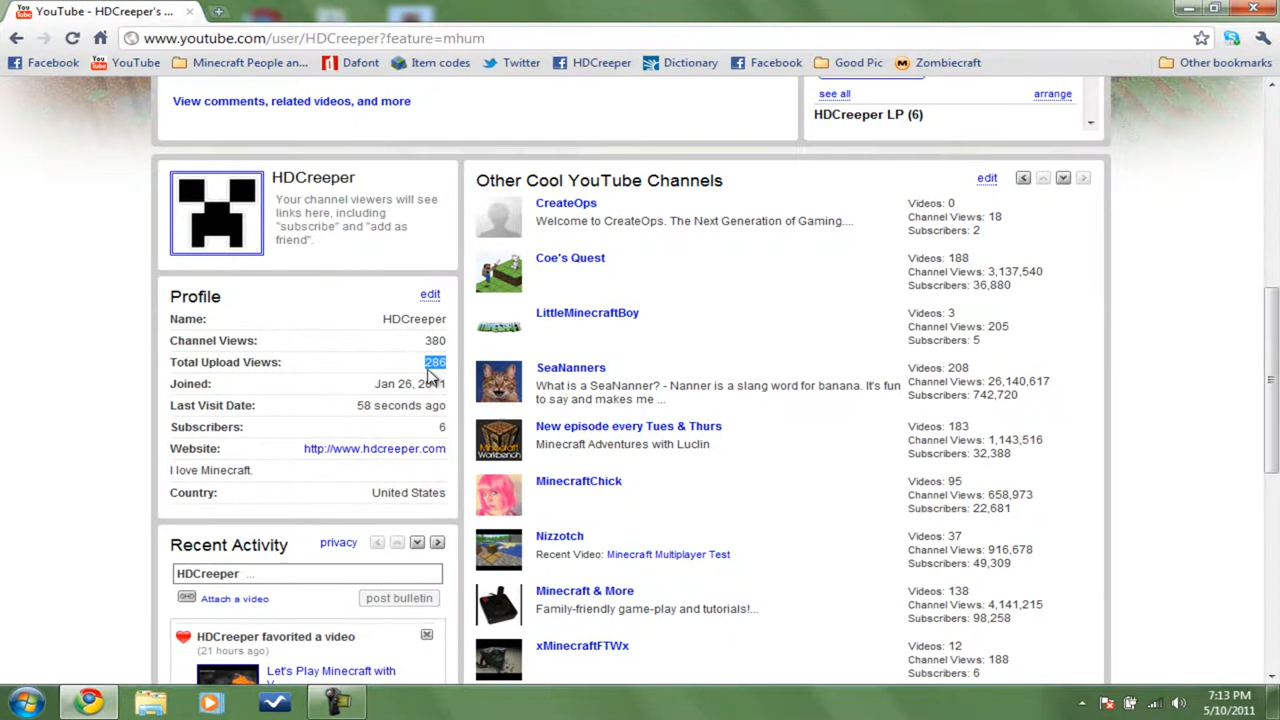 YouTube - HDCreeper's ...
www.youtube.com/user/HDCreeper?feature=mhum
Facebook
YouTube
Minecraft People an...
Dafont
Item codes
Twitter
HDCreeper
Dictionary
Facebook
Good Pic
Zombiecraft
Other bookmarks
View comments, related videos, and more
see all
arrange
HDCreeper LP (6)
HDCreeper
Your channel viewers will see
links here, including
"subscribe" and "add as
friend".
Profile
edit
Name: HDCreeper
Channel Views: 380
Total Upload Views: 286
Joined: Jan 26, 2011
Last Visit Date: 58 seconds ago
Subscribers: 6
Website: http://www.hdcreeper.com
I love Minecraft.
Country: United States
Recent Activity
privacy
HDCreeper ...
Attach a video
post bulletin
HDCreeper favorited a video
(21 hours ago)
Let's Play Minecraft with
Other Cool YouTube Channels
edit
CreateOps
Welcome to CreateOps. The Next Generation of Gaming....
Videos: 0
Channel Views: 18
Subscribers: 2
Coe's Quest
Videos: 188
Channel Views: 3,137,540
Subscribers: 36,880
LittleMinecraftBoy
MINECRAFT
Videos: 3
Channel Views: 205
Subscribers: 5
SeaNanners
What is a SeaNanner? - Nanner is a slang word for banana. It's fun
to say and makes me ...
Videos: 208
Channel Views: 26,140,617
Subscribers: 742,720
New episode every Tues & Thurs
Minecraft Adventures with Luclin
Minecraft
Workbench
Videos: 183
Channel Views: 1,143,516
Subscribers: 32,388
MinecraftChick
Videos: 95
Channel Views: 658,973
Subscribers: 22,681
Nizzotch
Recent Video: Minecraft Multiplayer Test
Videos: 37
Channel Views: 916,678
Subscribers: 49,309
Minecraft & More
Family-friendly game-play and tutorials!...
Videos: 138
Channel Views: 4,141,215
Subscribers: 98,258
xMinecraftFTWx
Videos: 12
Channel Views: 188
Subscribers: 6
7:13 PM
5/10/2011